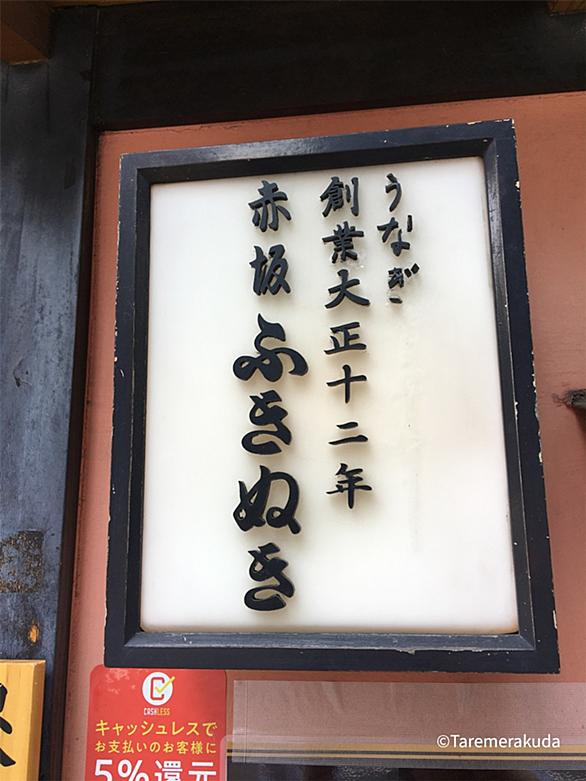 うなぎ
創業大正十二年
赤坂ふきぬき
CASHLESS
キャッシュレスで
お支払いのお客様に
5%還元
©Taremerakuda